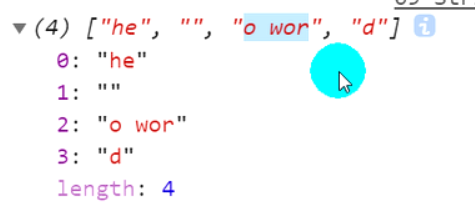 (4) ["he", "", "o wor", "d"] i
0: "he"
1: ""
2: "o wor"
3: "d"
length: 4